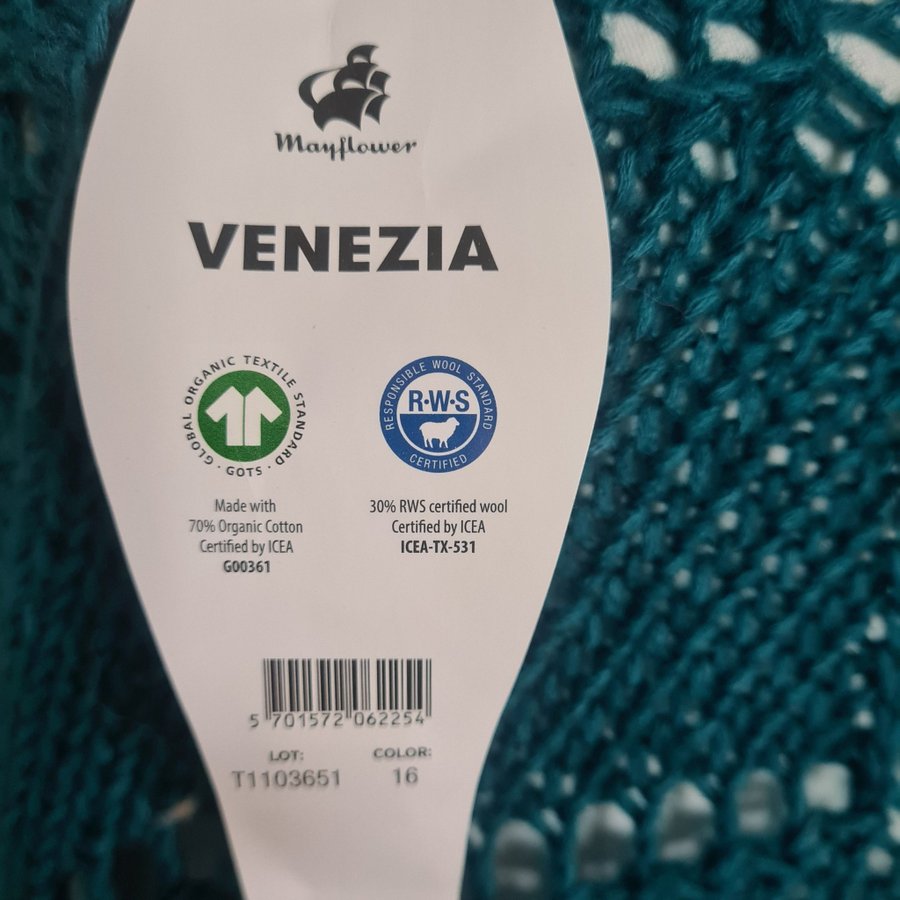 Mayflower
VENEZIA
GLOBAL ORGANIC TEXTILE STANDARD
· GOTS ·
RESPONSIBLE WOOL STANDARD
R·W·S
CERTIFIED
Made with
70% Organic Cotton
Certified by ICEA
G00361
30% RWS certified wool
Certified by ICEA
ICEA-TX-531
5 701572 062254
LOT:
T1103651
COLOR:
16